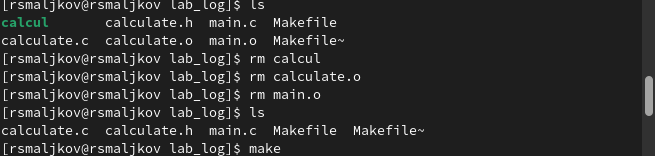 [rsmaljkov@rsmaljkov lab_log]$ ls
calcul       calculate.h  main.c  Makefile
calculate.c  calculate.o  main.o  Makefile~
[rsmaljkov@rsmaljkov lab_log]$ rm calcul
[rsmaljkov@rsmaljkov lab_log]$ rm calculate.o
[rsmaljkov@rsmaljkov lab_log]$ rm main.o
[rsmaljkov@rsmaljkov lab_log]$ ls
calculate.c  calculate.h  main.c  Makefile  Makefile~
[rsmaljkov@rsmaljkov lab_log]$ make